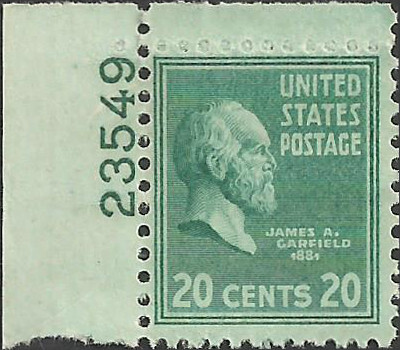 23549
UNITED
STATES
POSTAGE
JAMES A.
GARFIELD
1881
20 CENTS 20